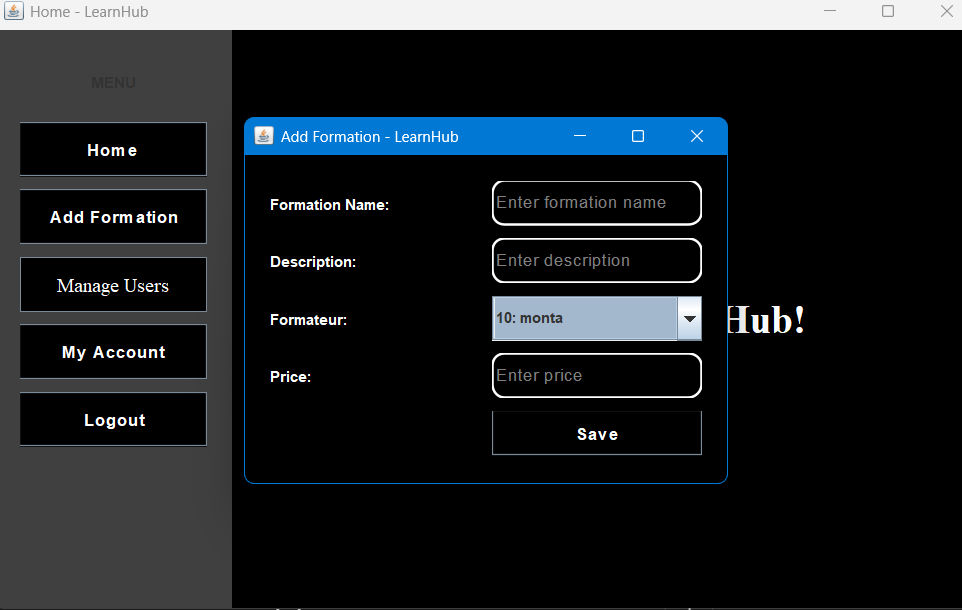 Home - LearnHub
MENU
Home
Add Formation
Manage Users
My Account
Logout
Add Formation - LearnHub
Formation Name:
Enter formation name
Description:
Enter description
Formateur:
10: monta
Price:
Enter price
Save
Hub!